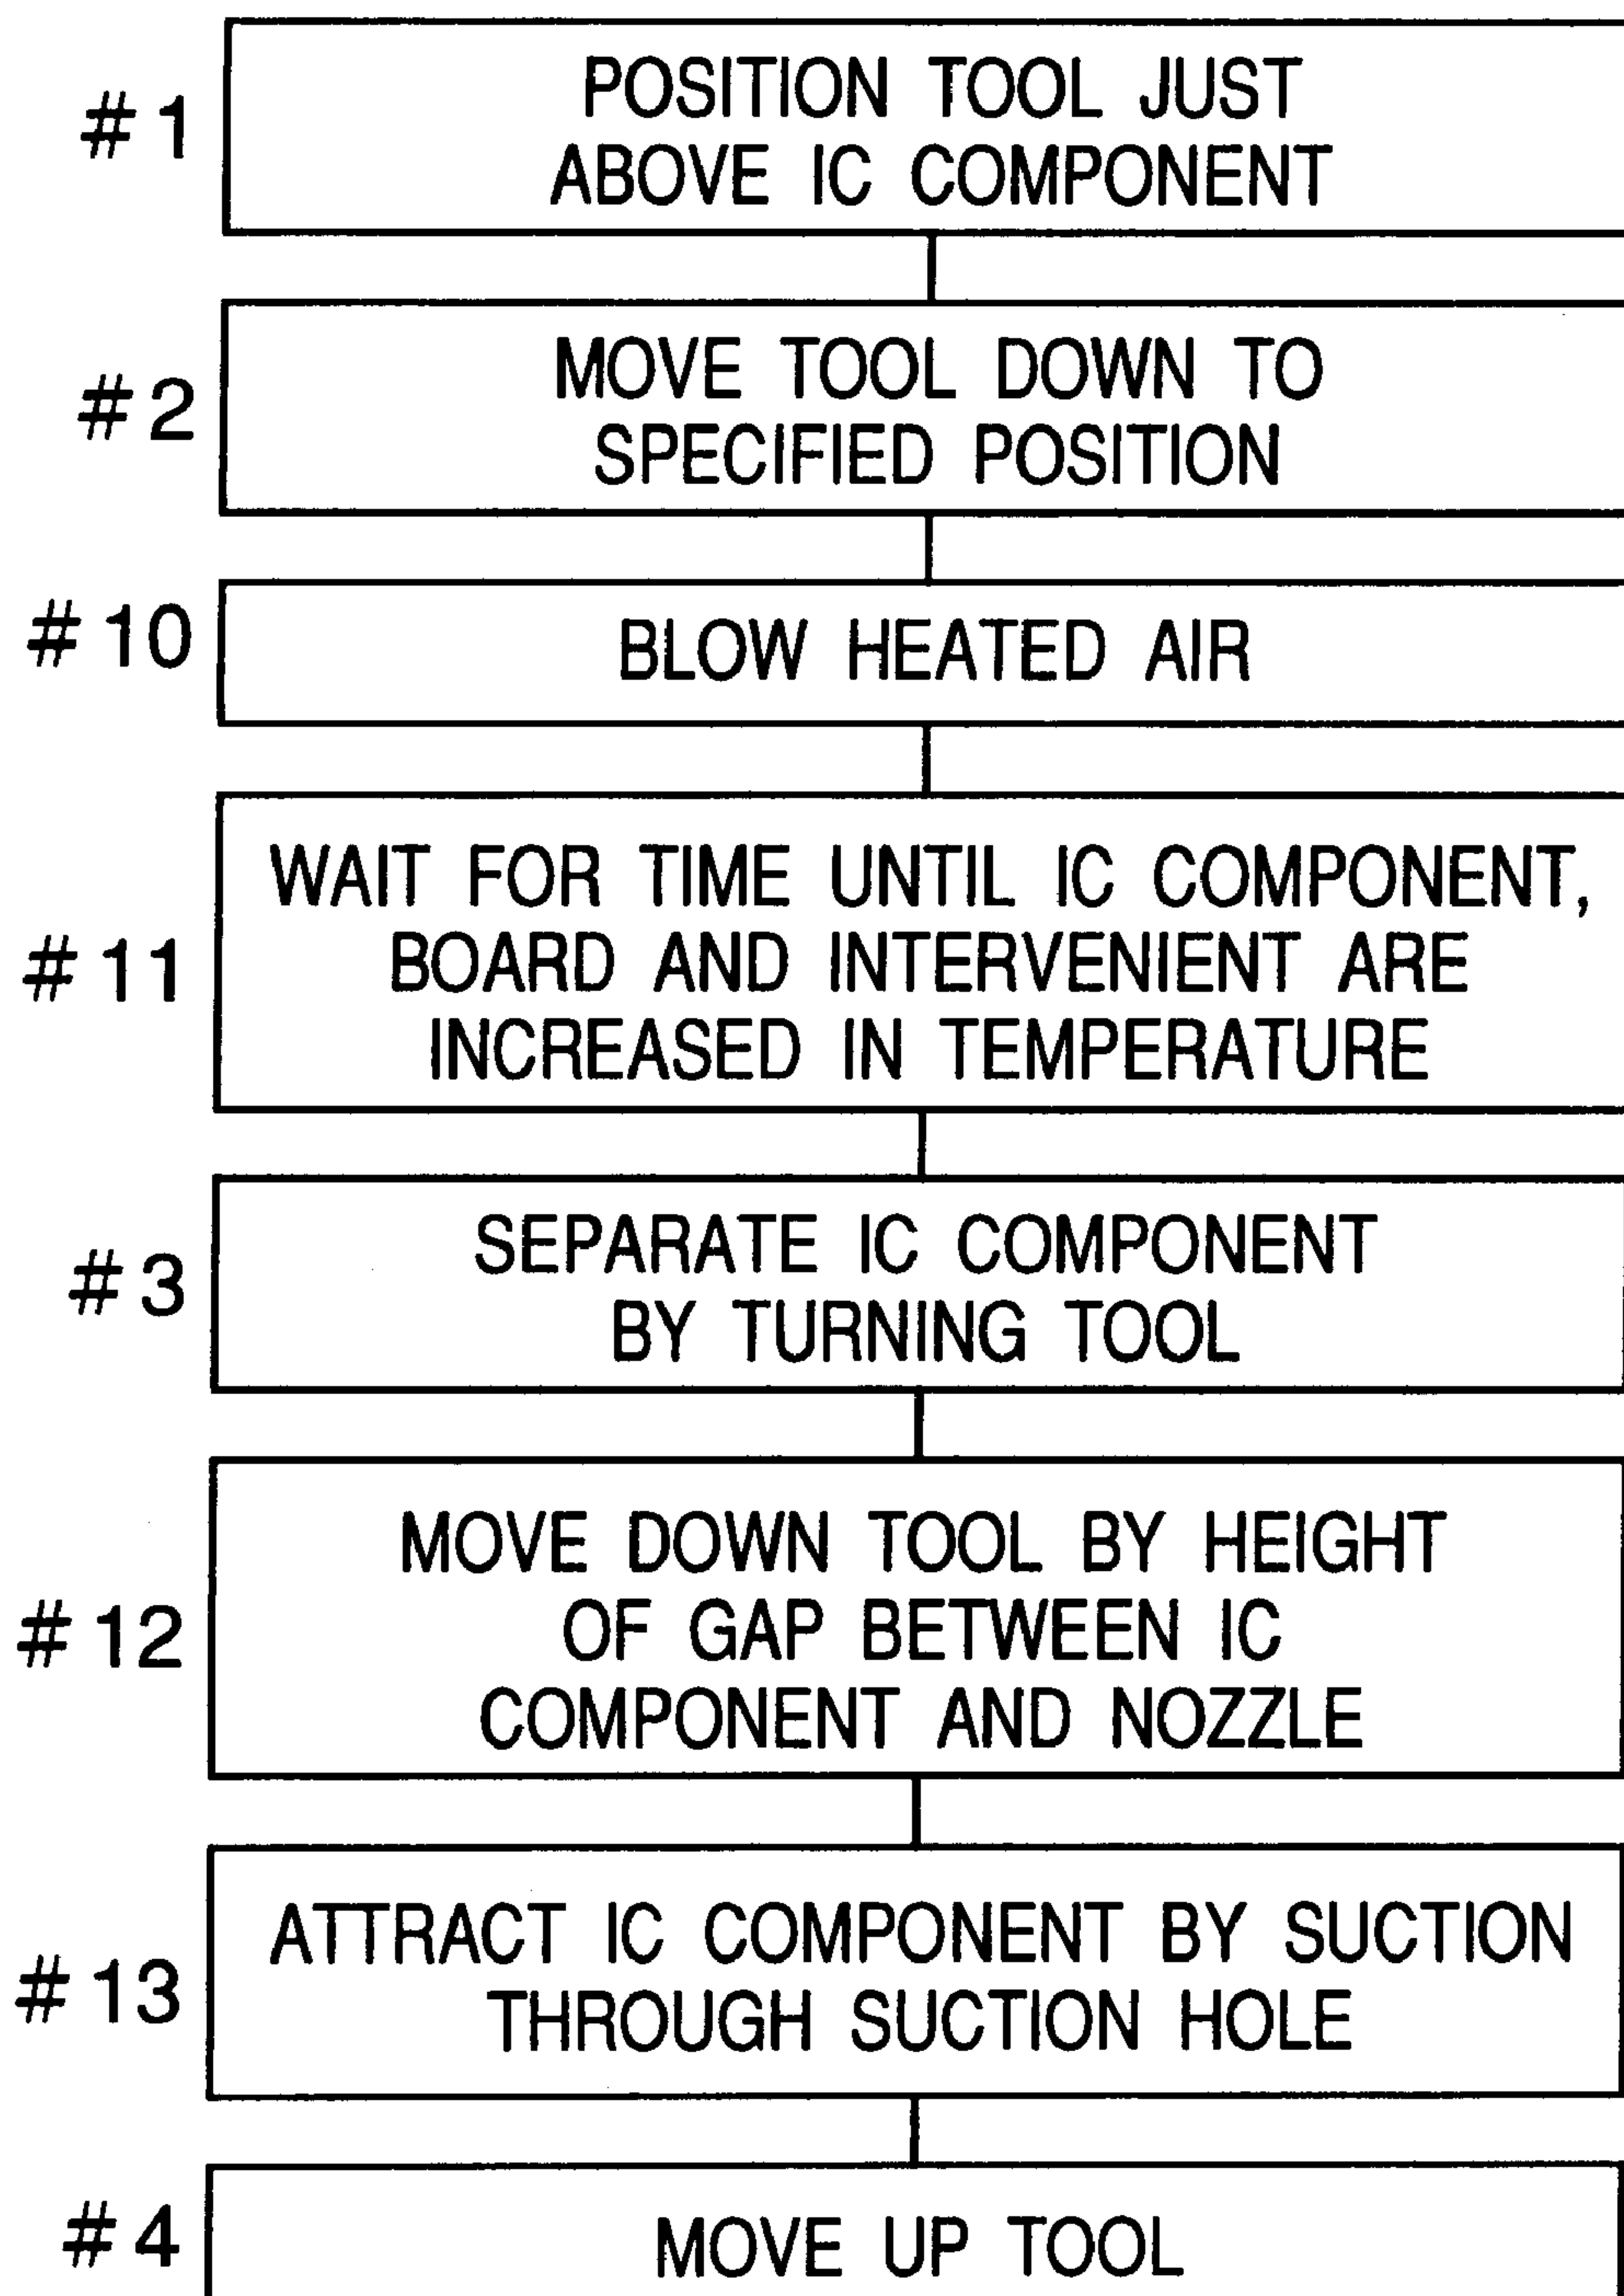 #1
POSITION TOOL JUST
ABOVE IC COMPONENT
#2
MOVE TOOL DOWN TO
SPECIFIED POSITION
#10
BLOW HEATED AIR
#11
WAIT FOR TIME UNTIL IC COMPONENT,
BOARD AND INTERVENIENT ARE
INCREASED IN TEMPERATURE
#3
SEPARATE IC COMPONENT
BY TURNING TOOL
#12
MOVE DOWN TOOL BY HEIGHT
OF GAP BETWEEN IC
COMPONENT AND NOZZLE
#13
ATTRACT IC COMPONENT BY SUCTION
THROUGH SUCTION HOLE
#4
MOVE UP TOOL